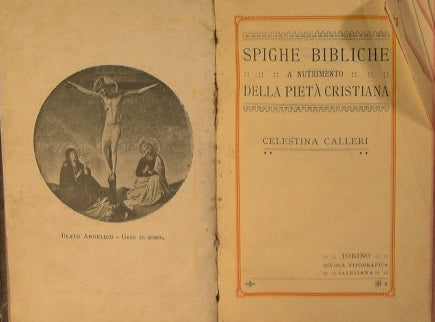 BEATO ANGELICO - Gesù in croce.
SPIGHE BIBLICHE
A NUTRIMENTO
DELLA PIETÀ CRISTIANA
CELESTINA CALLERI
TORINO
SCUOLA TIPOGRAFICA
SALESIANA